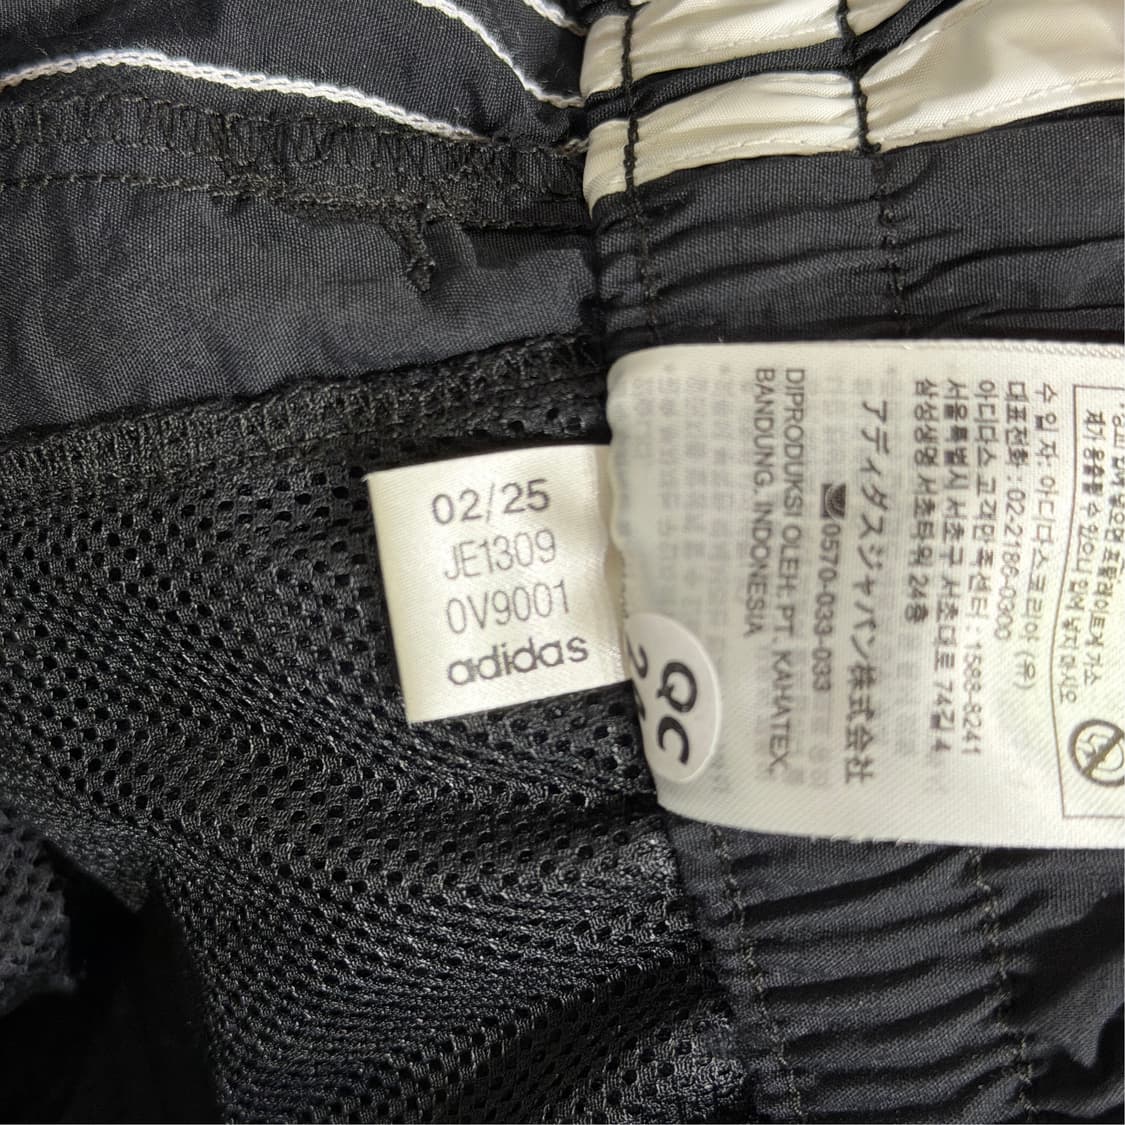 02/25
JE1309
0V9001
adidas
QC
수입자: 아디다스코리아 (유)
대표전화 : 02-2186-0300
아디다스 고객만족센터 : 1588-8241
서울특별시 서초구 서초대로 74길 4
삼성생명 서초타워 24층
アディダスジャパン株式会社
0570-033-033
DIPRODUKSI OLEH: PT. KAHATEX,
BANDUNG. INDONESIA